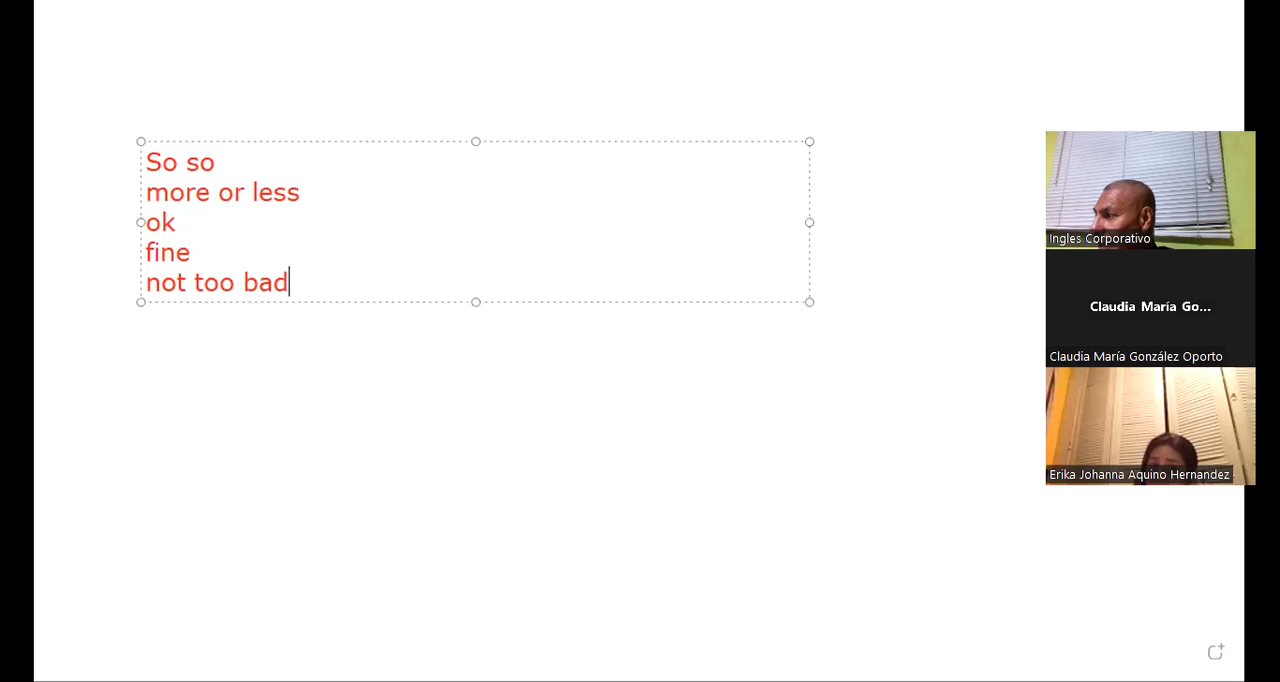 So so
more or less
ok
fine
not too bad
Ingles Corporativo
Claudia María Go...
Claudia María González Oporto
Erika Johanna Aquino Hernandez